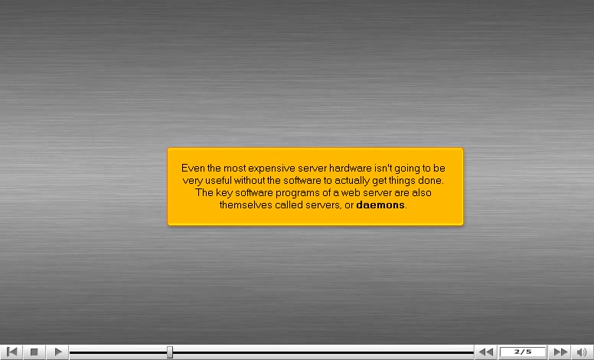 Even the most expensive server hardware isn't going to be
very useful without the software to actually get things done.
The key software programs of a web server are also
themselves called servers, or daemons.
2/5